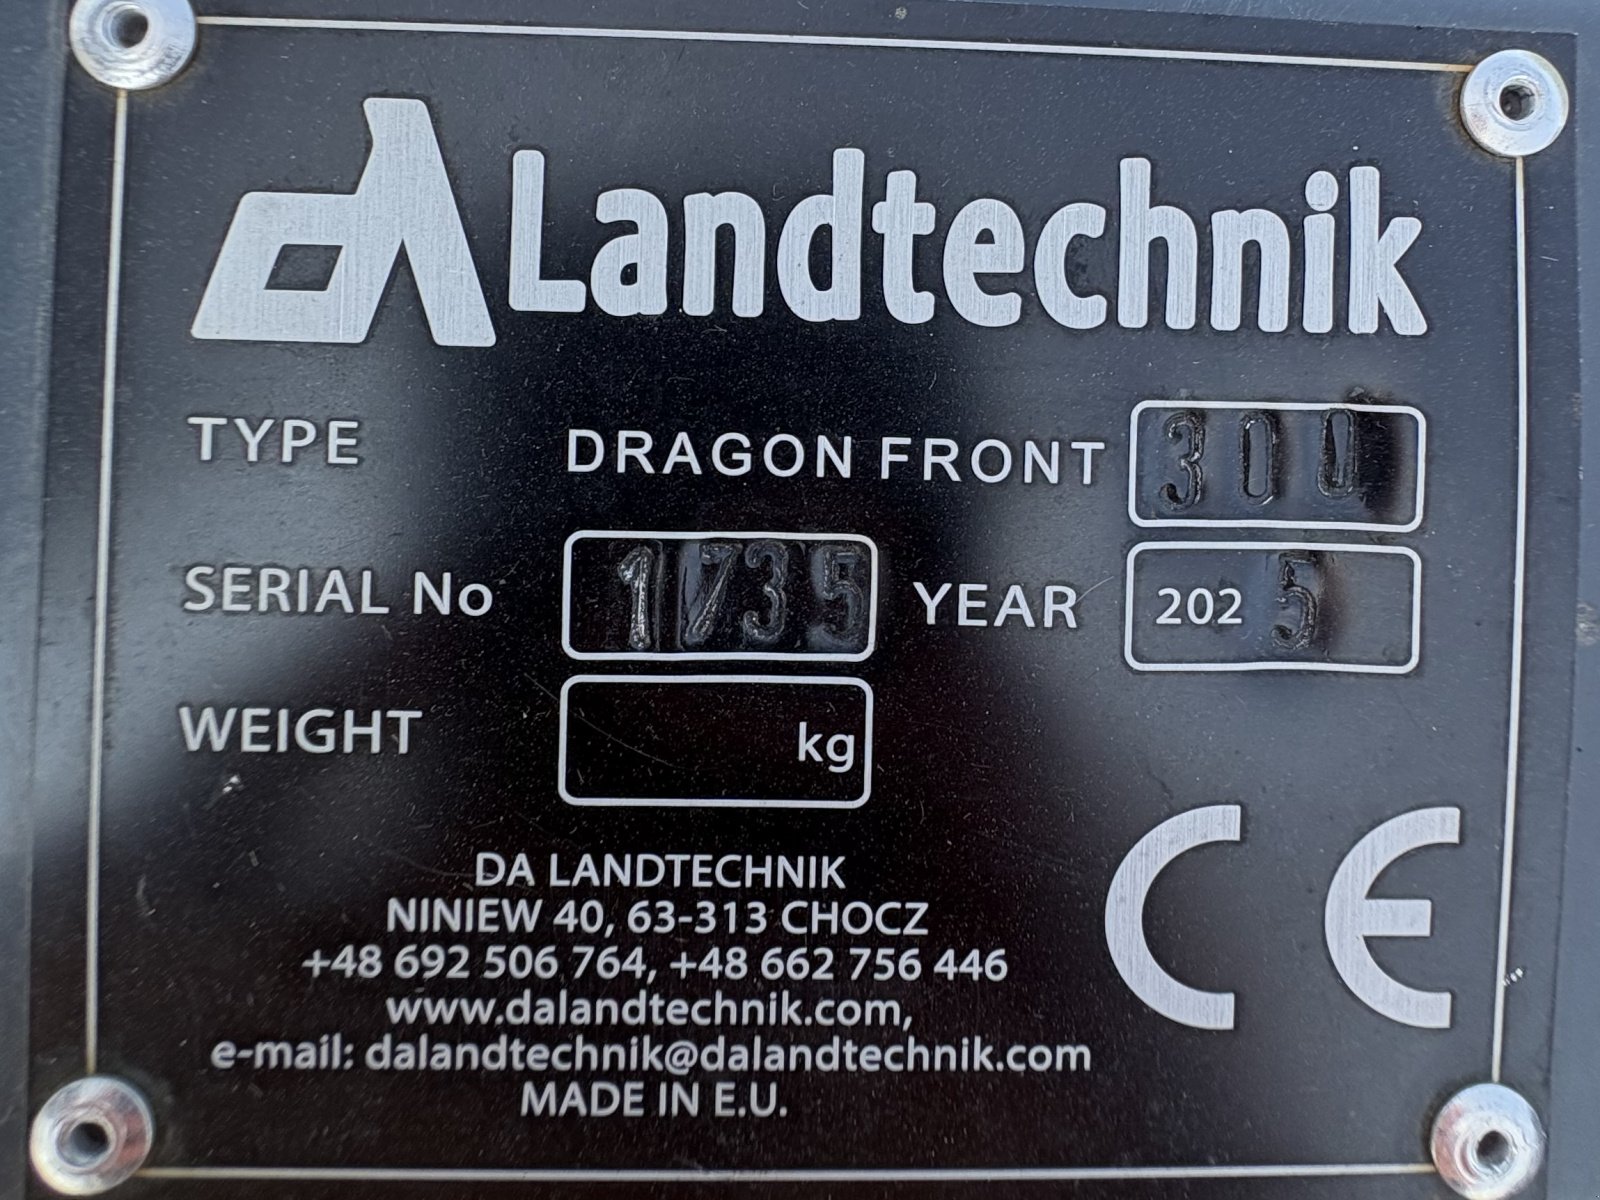 dA Landtechnik
TYPE DRAGON FRONT 300
SERIAL No 1735 YEAR 2025
WEIGHT kg
DA LANDTECHNIK
NINIEW 40, 63-313 CHOCZ
+48 692 506 764, +48 662 756 446
www.dalandtechnik.com,
e-mail: dalandtechnik@dalandtechnik.com
MADE IN E.U.
CE